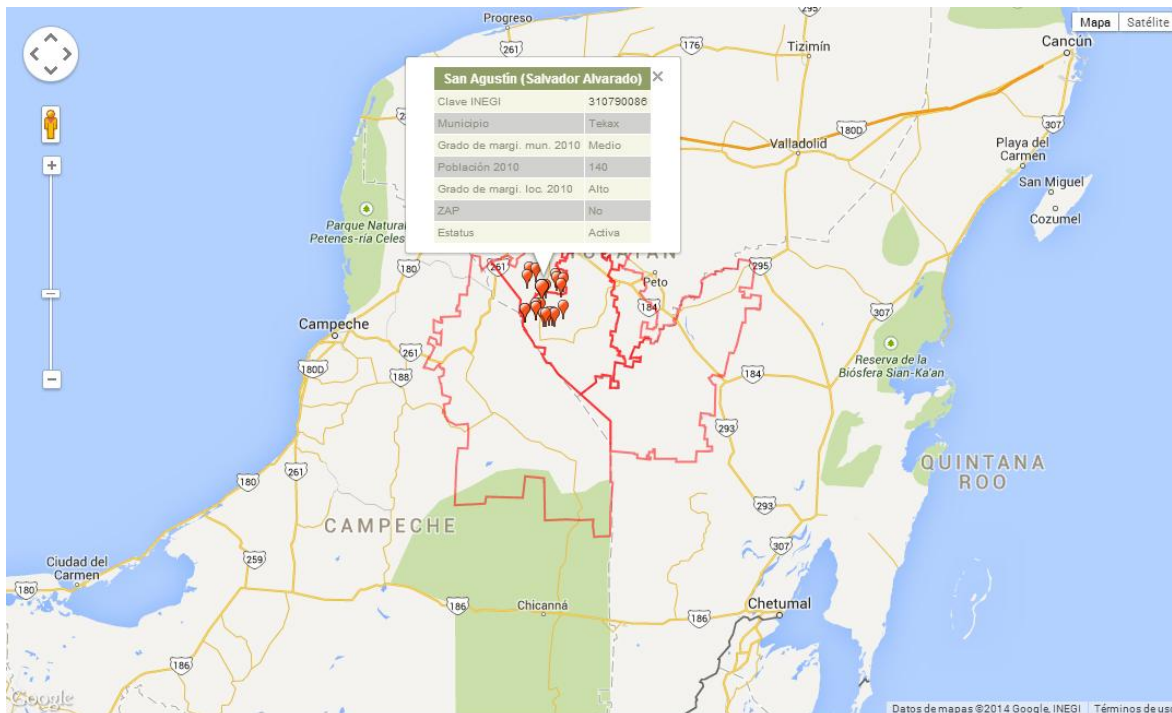 Progreso
295
Mapa Satélite
261
176
Tizimín
Cancún
San Agustín (Salvador Alvarado)
Clave INEGI 310790086
Municipio Tekax
Grado de margi. mun. 2010 Medio
Población 2010 140
Grado de margi. loc. 2010 Alto
ZAP No
Estatus Activa
180D
307
Valladolid
Playa del
Carmen
San Miguel
Cozumel
Parque Natural
Petenes-ría Celes
180
261
295
Peto
184
307
Campeche
261
180D
188
184
Reserva de la
Biósfera Sian-Ka'an
293
QUINTANA
ROO
261
180
293
CAMPECHE
307
Ciudad del
Carmen
259
180
186
Chicanná
186
Chetumal
186
Google
Datos de mapas ©2014 Google, INEGI Términos de uso